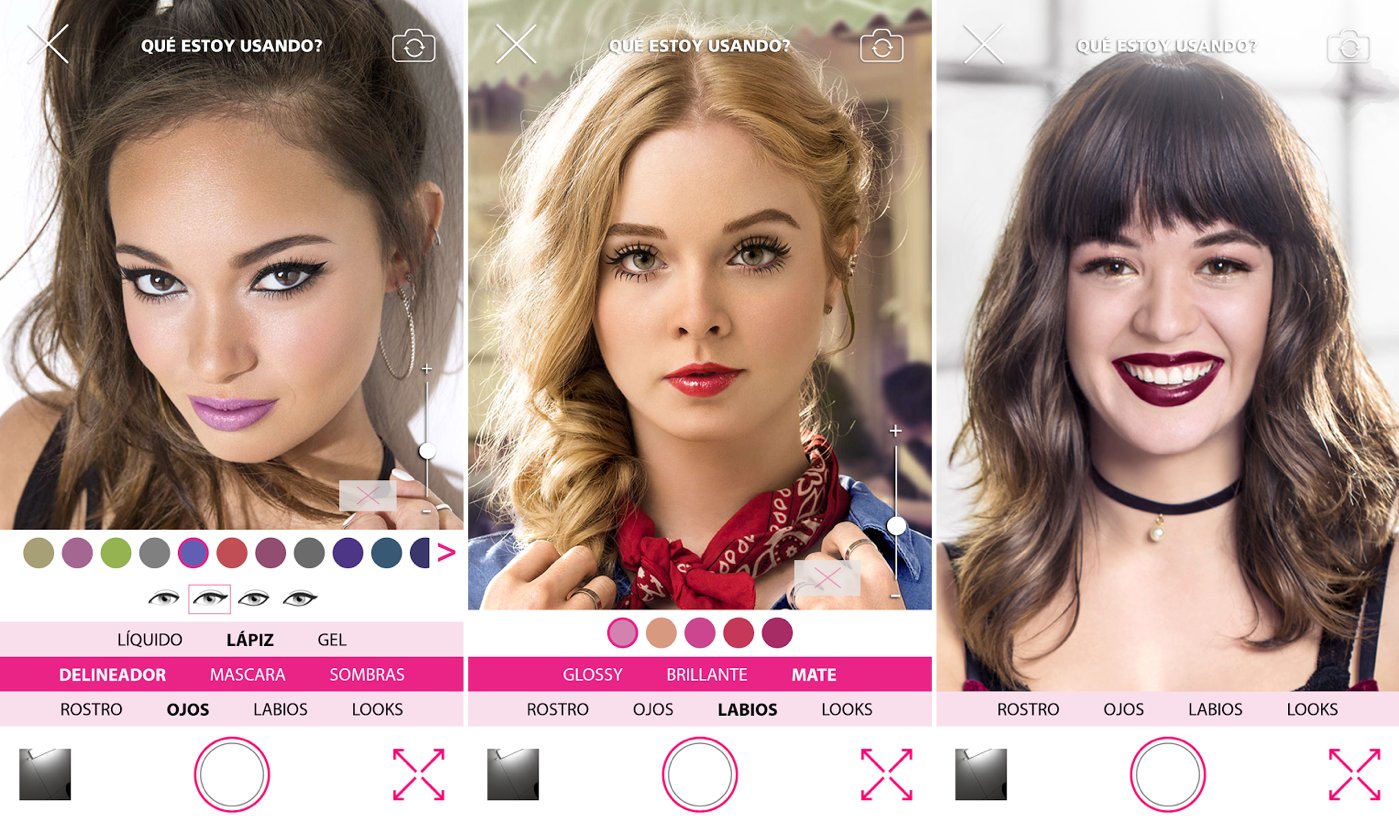 QUÉ ESTOY USANDO?
+
-
>
LÍQUIDO LÁPIZ GEL
DELINEADOR MASCARA SOMBRAS
ROSTRO OJOS LABIOS LOOKS
QUÉ ESTOY USANDO?
+
-
GLOSSY BRILLANTE MATE
ROSTRO OJOS LABIOS LOOKS
QUÉ ESTOY USANDO?
ROSTRO OJOS LABIOS LOOKS